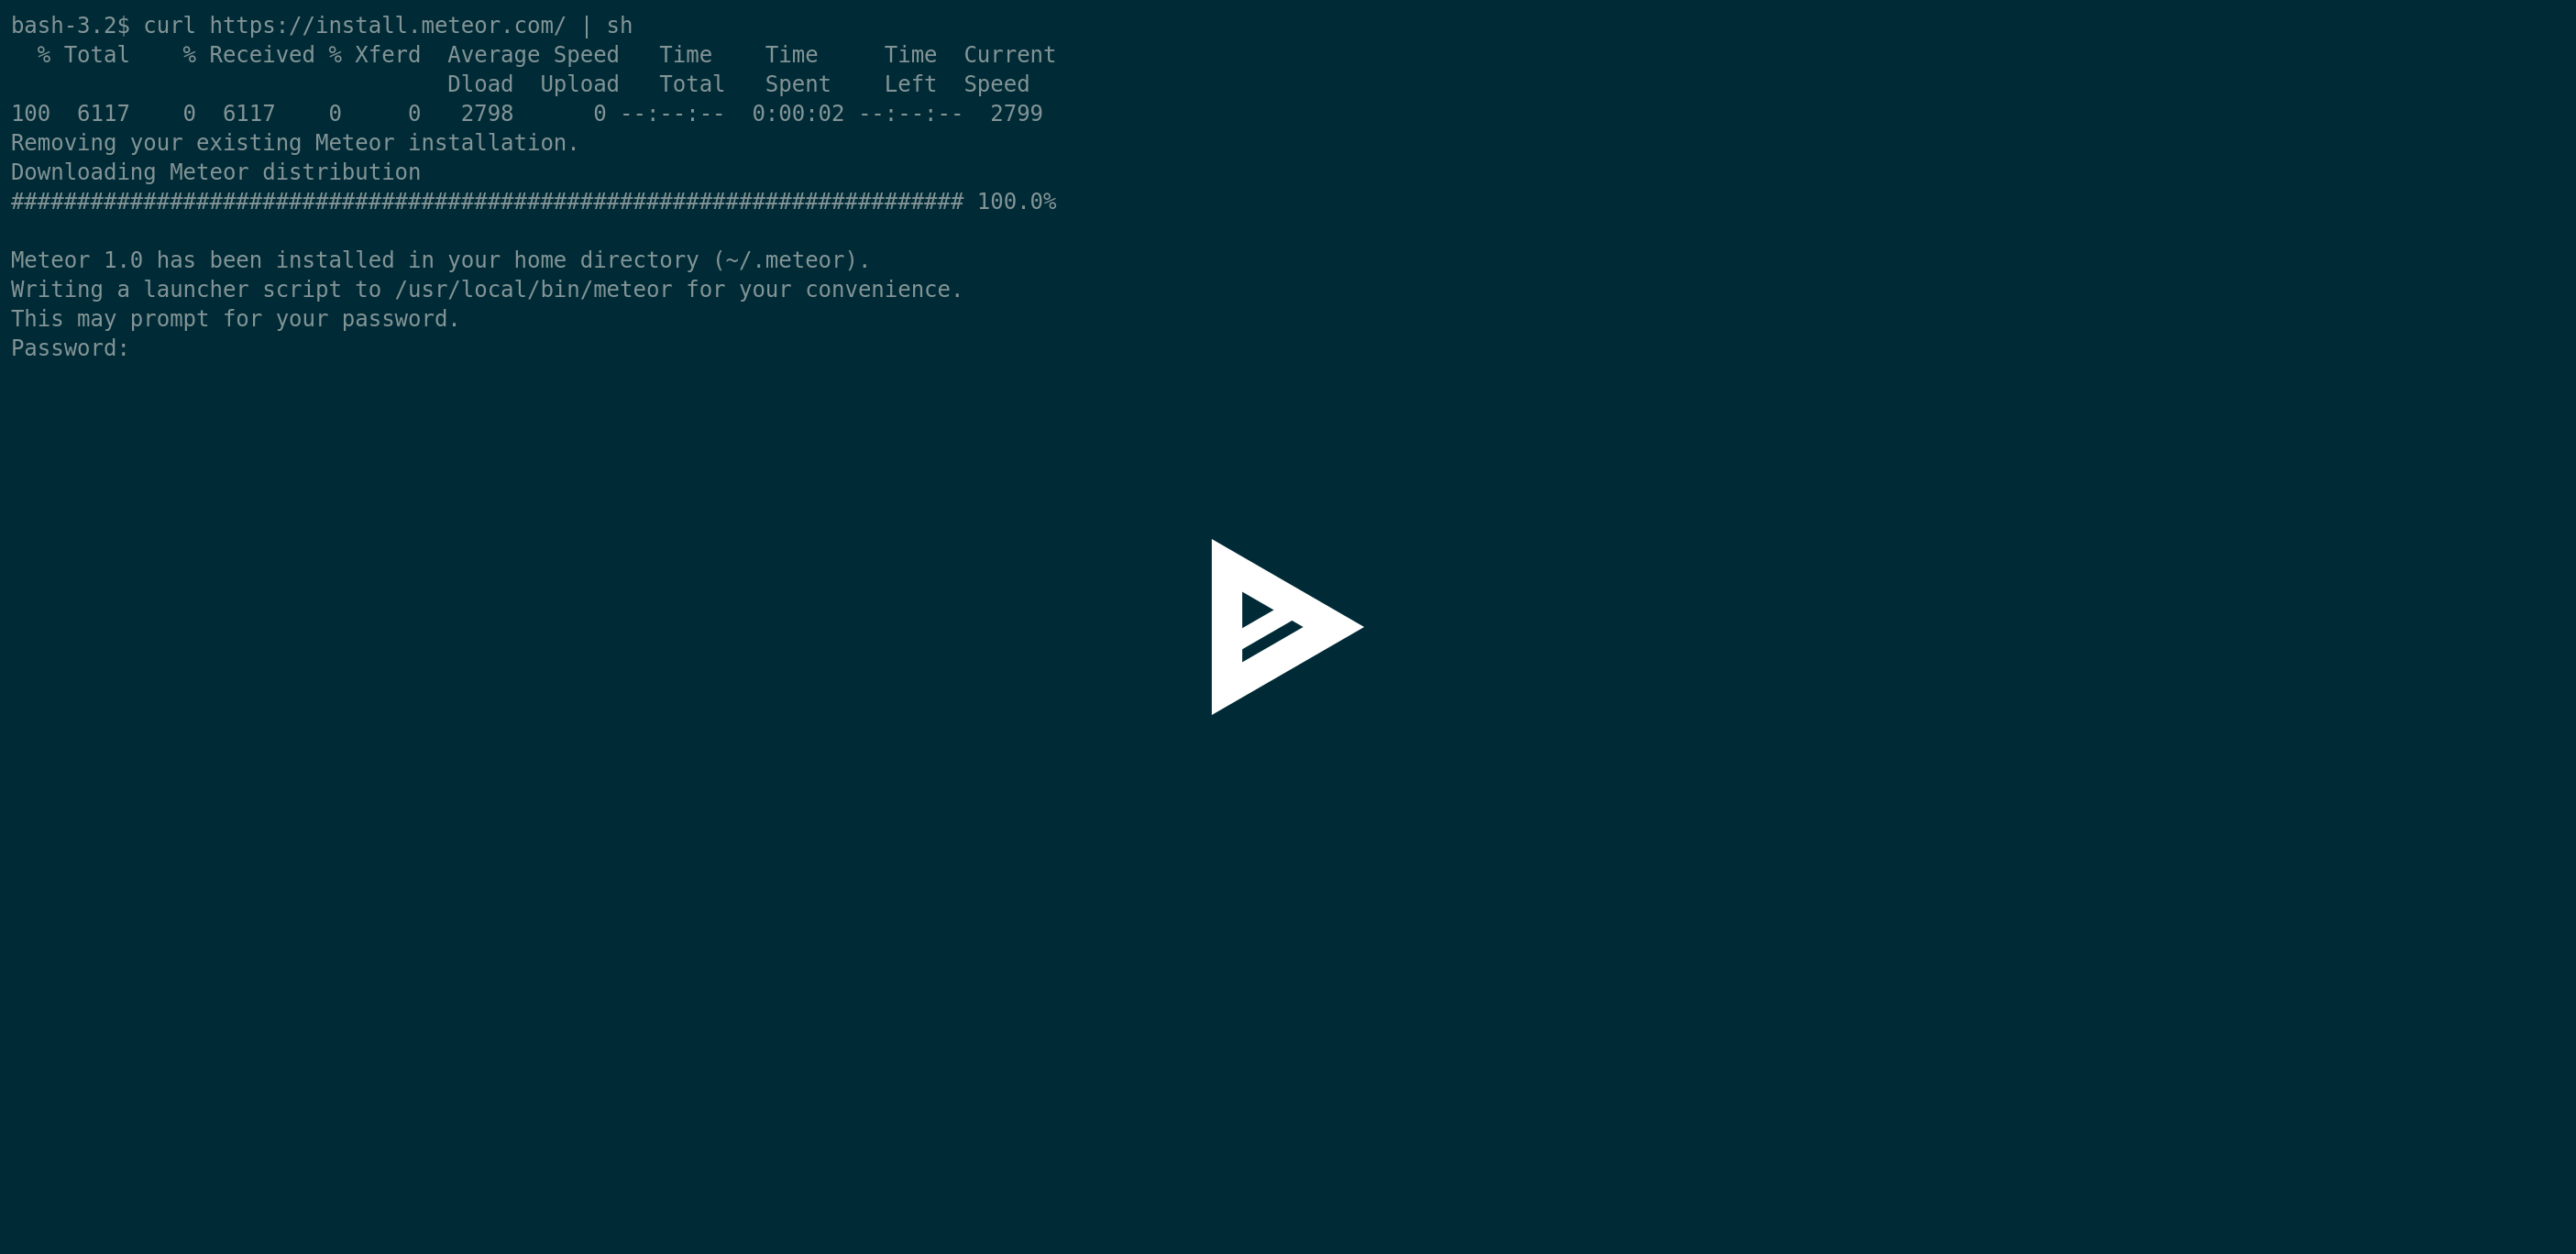 bash-3.2$ curl https://install.meteor.com/ | sh
  % Total    % Received % Xferd  Average Speed   Time    Time     Time  Current
                                 Dload  Upload   Total   Spent    Left  Speed
100  6117    0  6117    0     0   2798      0 --:--:--  0:00:02 --:--:--  2799
Removing your existing Meteor installation.
Downloading Meteor distribution
######################################################################## 100.0%

Meteor 1.0 has been installed in your home directory (~/.meteor).
Writing a launcher script to /usr/local/bin/meteor for your convenience.
This may prompt for your password.
Password: